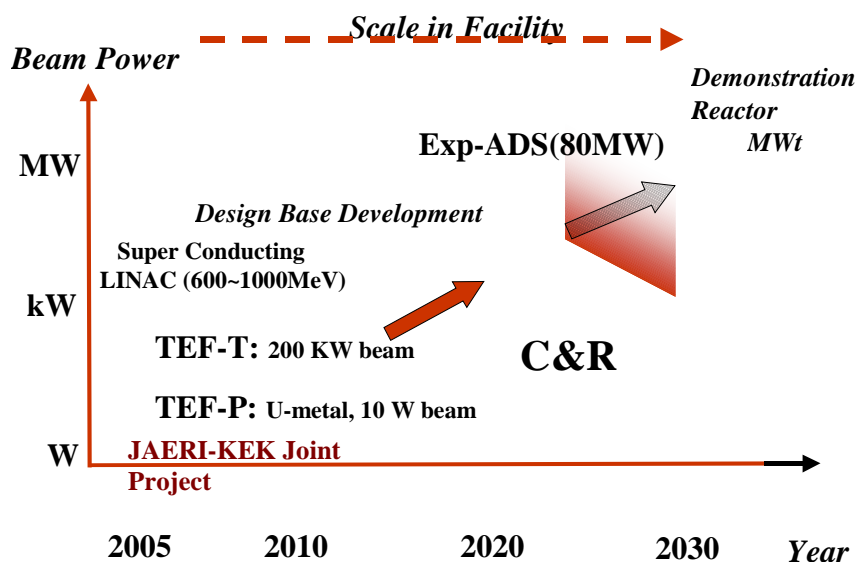 Scale in Facility
Beam Power
Demonstration
Reactor
MWt
Exp-ADS(80MW)
MW
Design Base Development
Super Conducting
LINAC (600~1000MeV)
kW
TEF-T: 200 KW beam
C&R
TEF-P: U-metal, 10 W beam
W
JAERI-KEK Joint
Project
2005 2010 2020 2030 Year